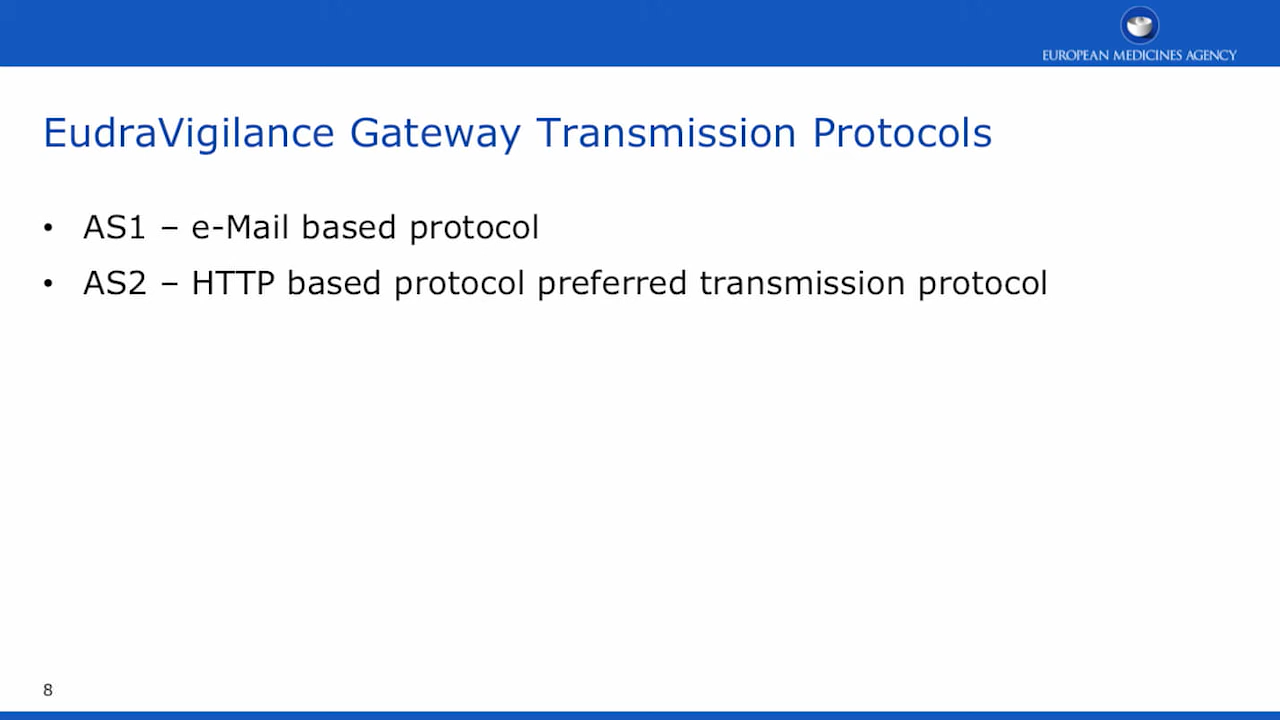 EUROPEAN MEDICINES AGENCY
EudraVigilance Gateway Transmission Protocols
• AS1 – e-Mail based protocol
• AS2 – HTTP based protocol preferred transmission protocol
8